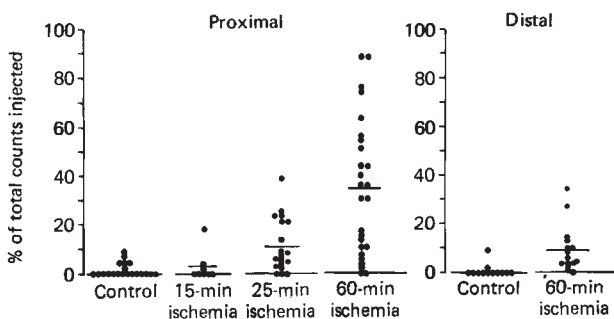 Proximal
Distal
% of total counts injected
100
80
60
40
20
0
100
80
60
40
20
0
Control
15-min
ischemia
25-min
ischemia
60-min
ischemia
Control
60-min
ischemia